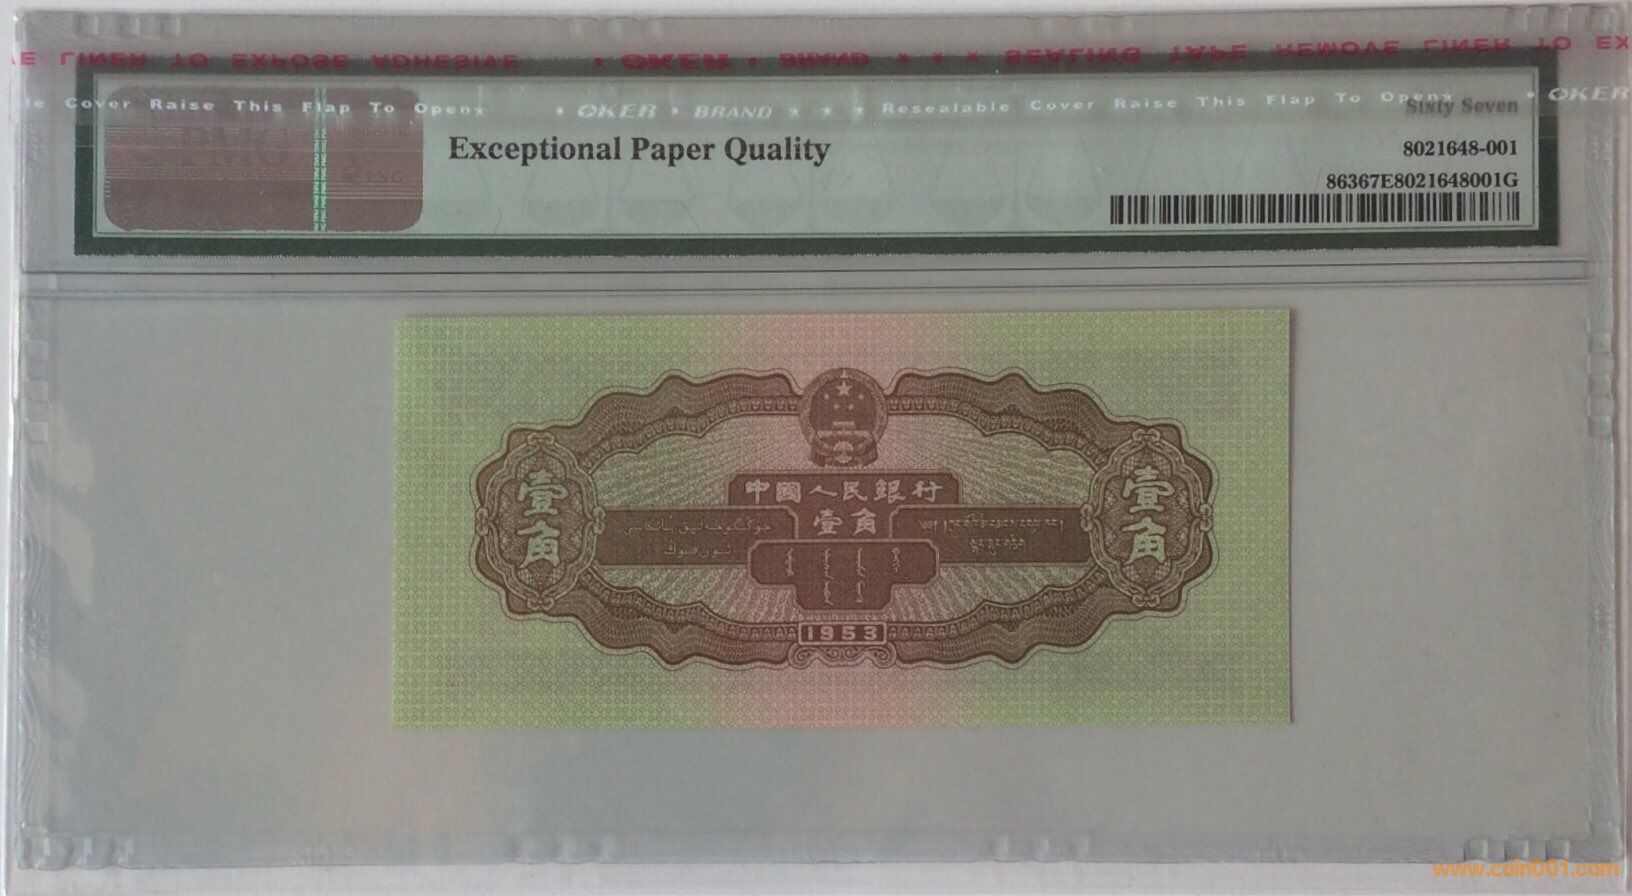 LINER TO EXPOSE ADHESIVE • OKER • BRAND ★ ★ ★ SEALING TAPE REMOVE LINER TO EX
le Cover Raise This Flap To Open★ • OKER • BRAND ★ ★ ★ Resealable Cover Raise This Flap To Open★ • OKER
Sixty Seven
PMG
Exceptional Paper Quality
8021648-001
86367E8021648001G
中國人民銀行
壹角
壹角
壹角
1953
www.coin001.com